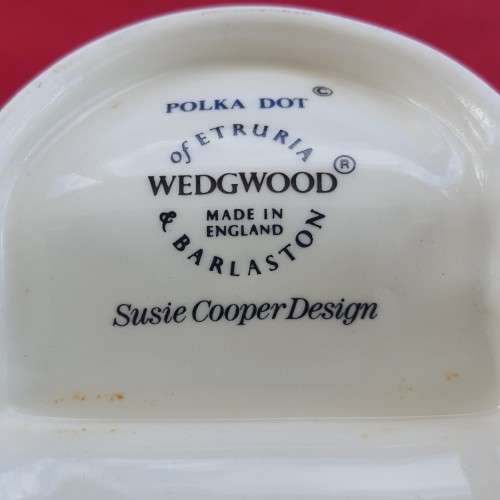 POLKA DOT ©
of ETRURIA
WEDGWOOD ®
MADE IN
ENGLAND
& BARLASTON
Susie Cooper Design